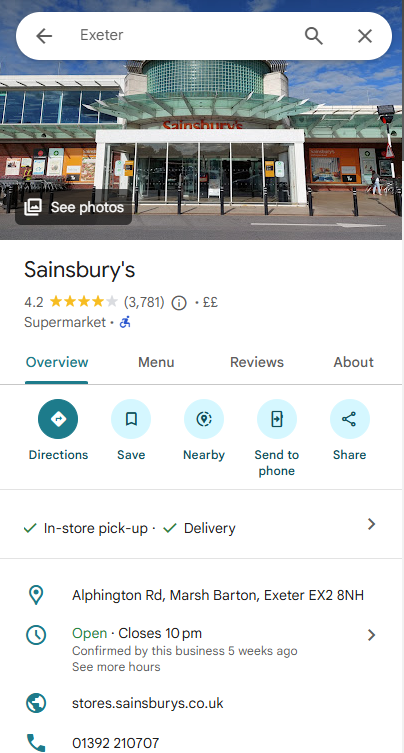 Exeter
Sainsbury's
See photos
Sainsbury's
4.2 (3,781) · ££
Supermarket ·
Overview Menu Reviews About
Directions Save Nearby Send to phone Share
In-store pick-up · Delivery
Alphington Rd, Marsh Barton, Exeter EX2 8NH
Open · Closes 10 pm
Confirmed by this business 5 weeks ago
See more hours
stores.sainsburys.co.uk
01392 210707